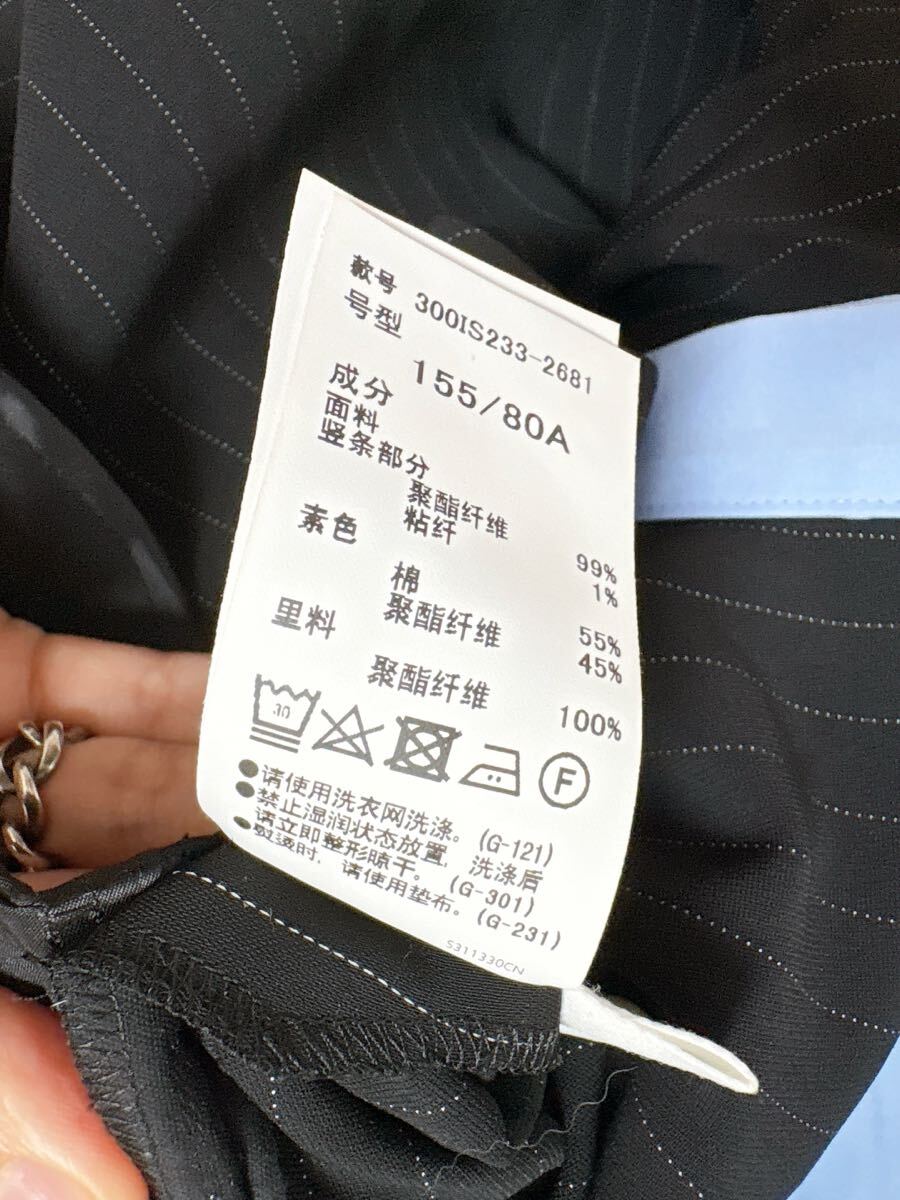 款号 300IS233-2681
号型 155/80A
成分
面料
竖条部分
聚酯纤维 99%
粘纤 1%
素色
棉 55%
聚酯纤维 45%
里料
聚酯纤维 100%
30
F
●请使用洗衣网洗涤。(G-121)
●禁止湿润状态放置，洗涤后
请立即整形晾干。(G-301)
●熨烫时，请使用垫布。(G-231)
S311330CN